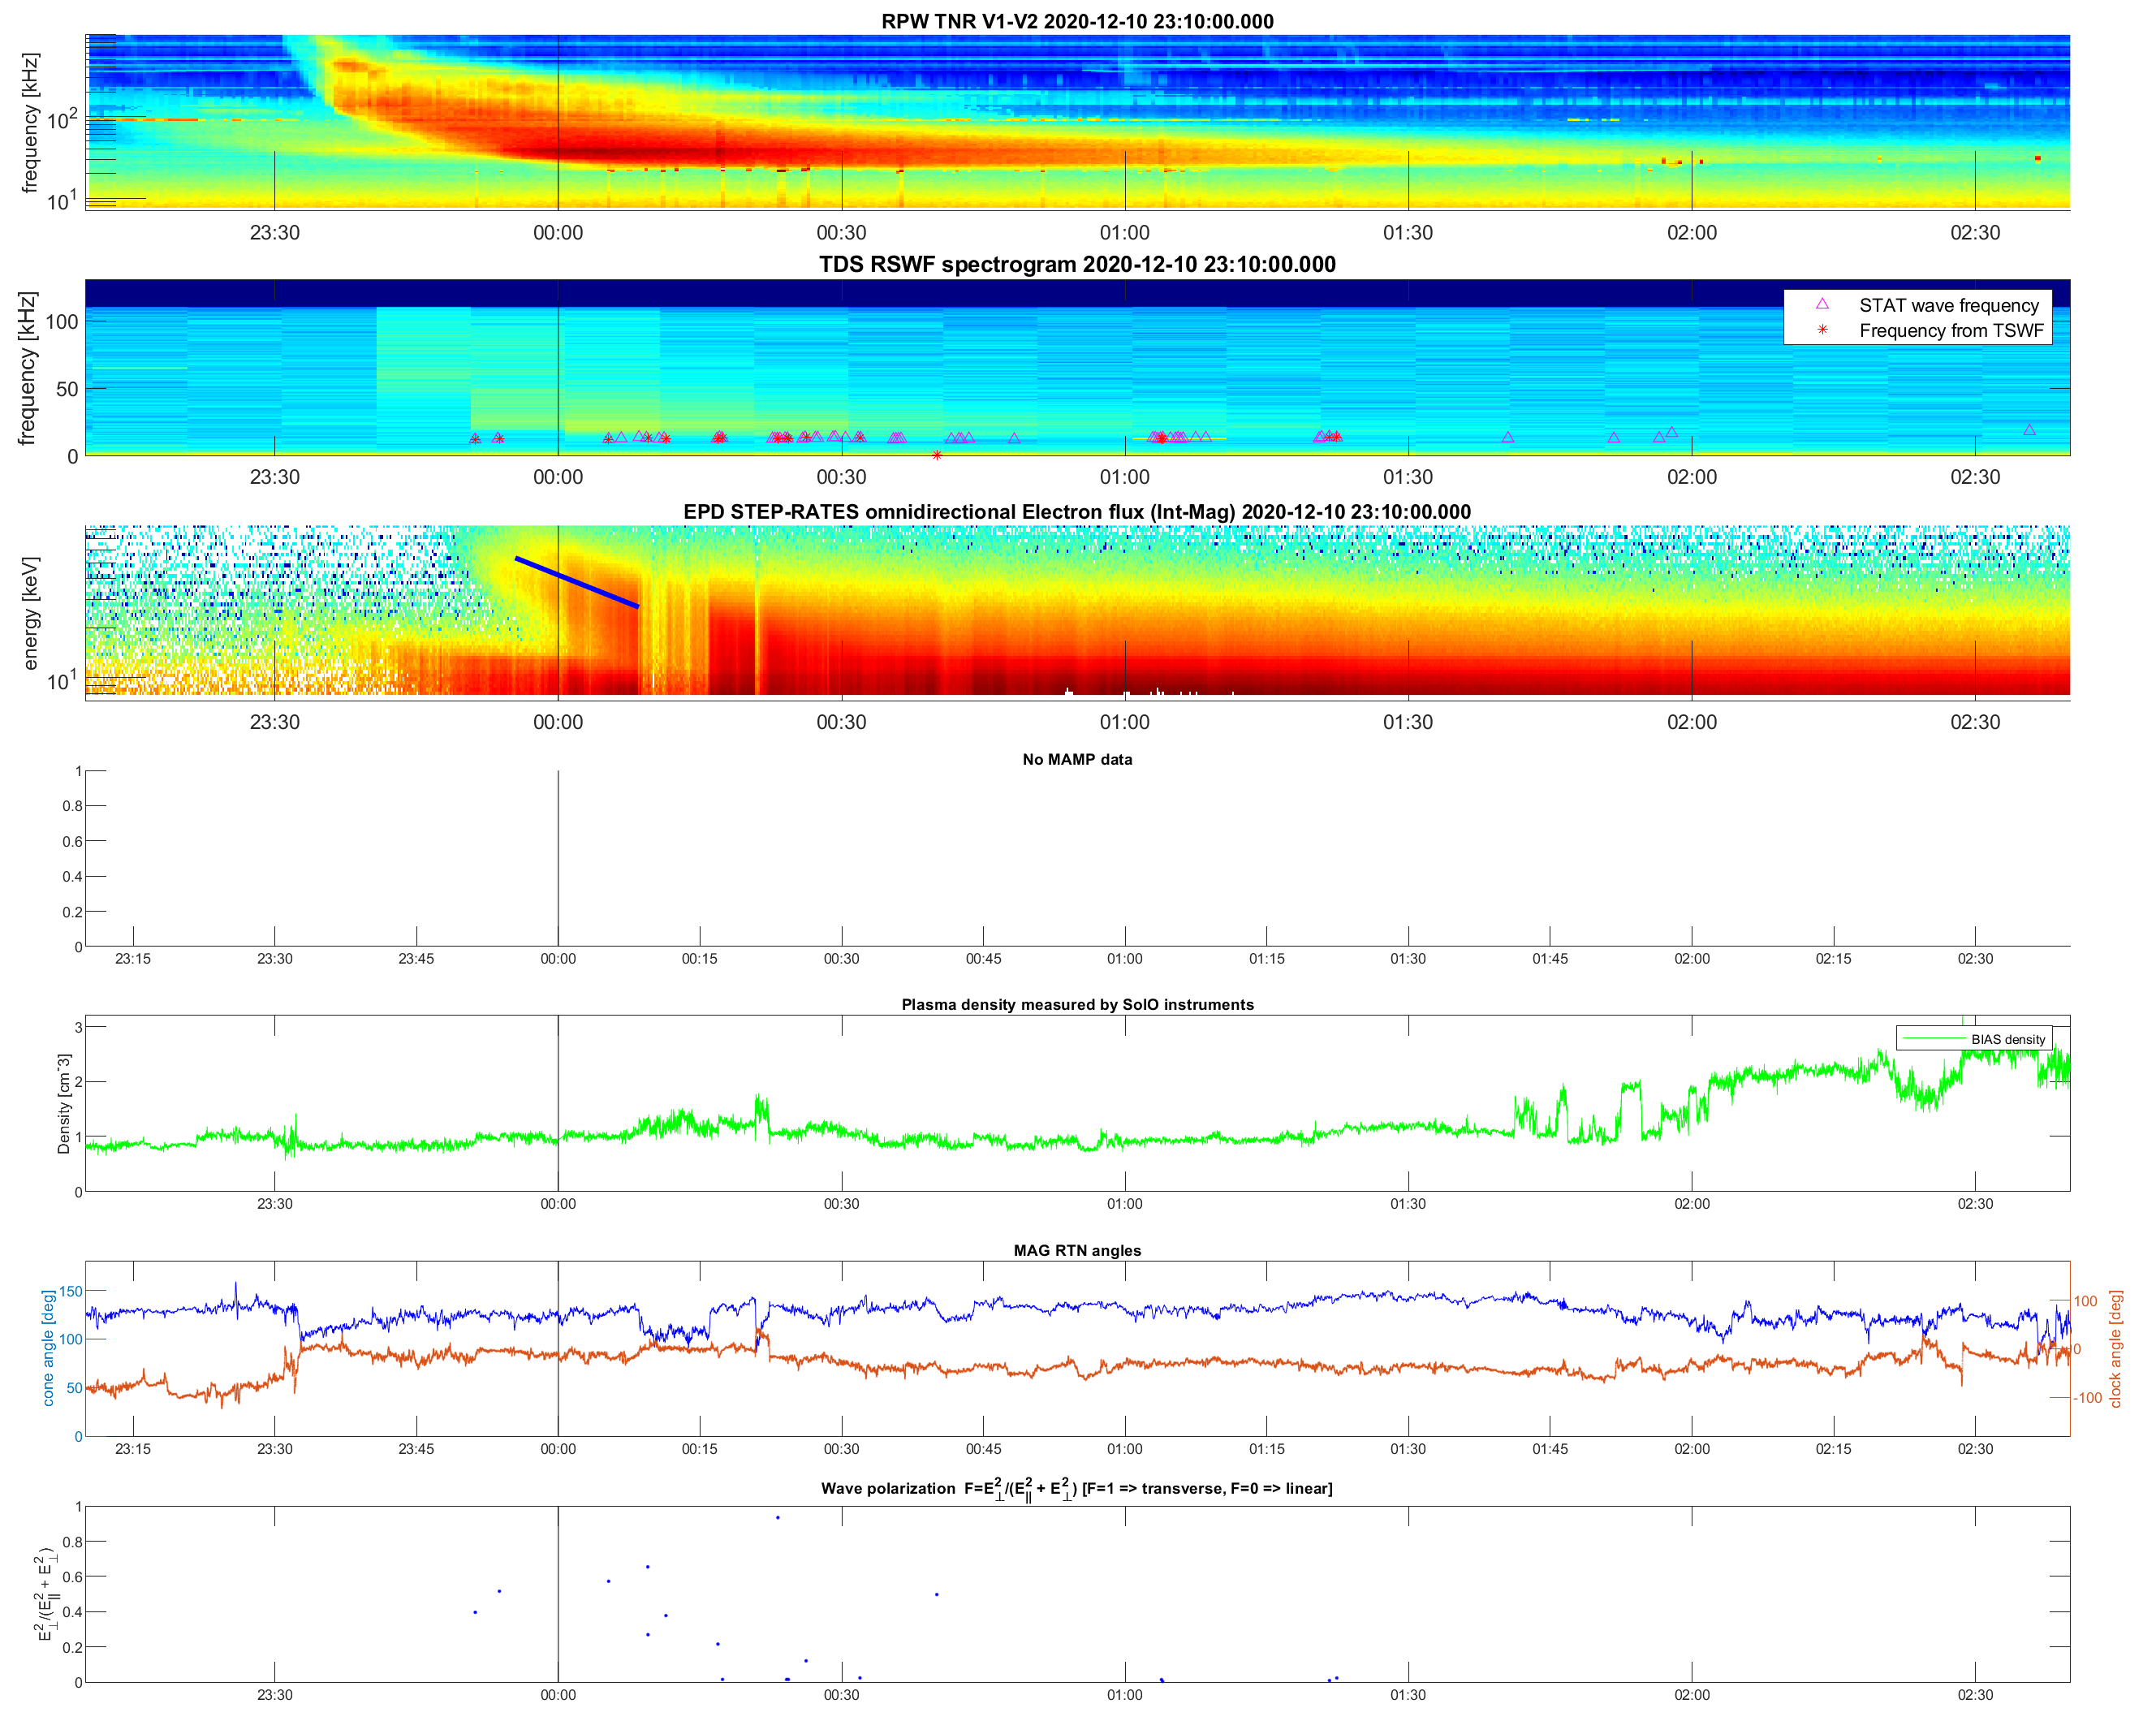 RPW TNR V1-V2 2020-12-10 23:10:00.000
frequency [kHz]
10^2
10^1
23:30 00:00 00:30 01:00 01:30 02:00 02:30
TDS RSWF spectrogram 2020-12-10 23:10:00.000
frequency [kHz]
100
50
0
STAT wave frequency
Frequency from TSWF
23:30 00:00 00:30 01:00 01:30 02:00 02:30
EPD STEP-RATES omnidirectional Electron flux (Int-Mag) 2020-12-10 23:10:00.000
energy [keV]
10^1
23:30 00:00 00:30 01:00 01:30 02:00 02:30
No MAMP data
1
0.8
0.6
0.4
0.2
0
23:15 23:30 23:45 00:00 00:15 00:30 00:45 01:00 01:15 01:30 01:45 02:00 02:15 02:30
Plasma density measured by SolO instruments
Density [cm^-3]
3
2
1
0
BIAS density
23:30 00:00 00:30 01:00 01:30 02:00 02:30
MAG RTN angles
cone angle [deg]
150
100
50
0
100
0
-100
clock angle [deg]
23:15 23:30 23:45 00:00 00:15 00:30 00:45 01:00 01:15 01:30 01:45 02:00 02:15 02:30
Wave polarization F=E⊥^2/(E||^2 + E⊥^2) [F=1 => transverse, F=0 => linear]
E⊥^2/(E||^2 + E⊥^2)
1
0.8
0.6
0.4
0.2
0
23:30 00:00 00:30 01:00 01:30 02:00 02:30